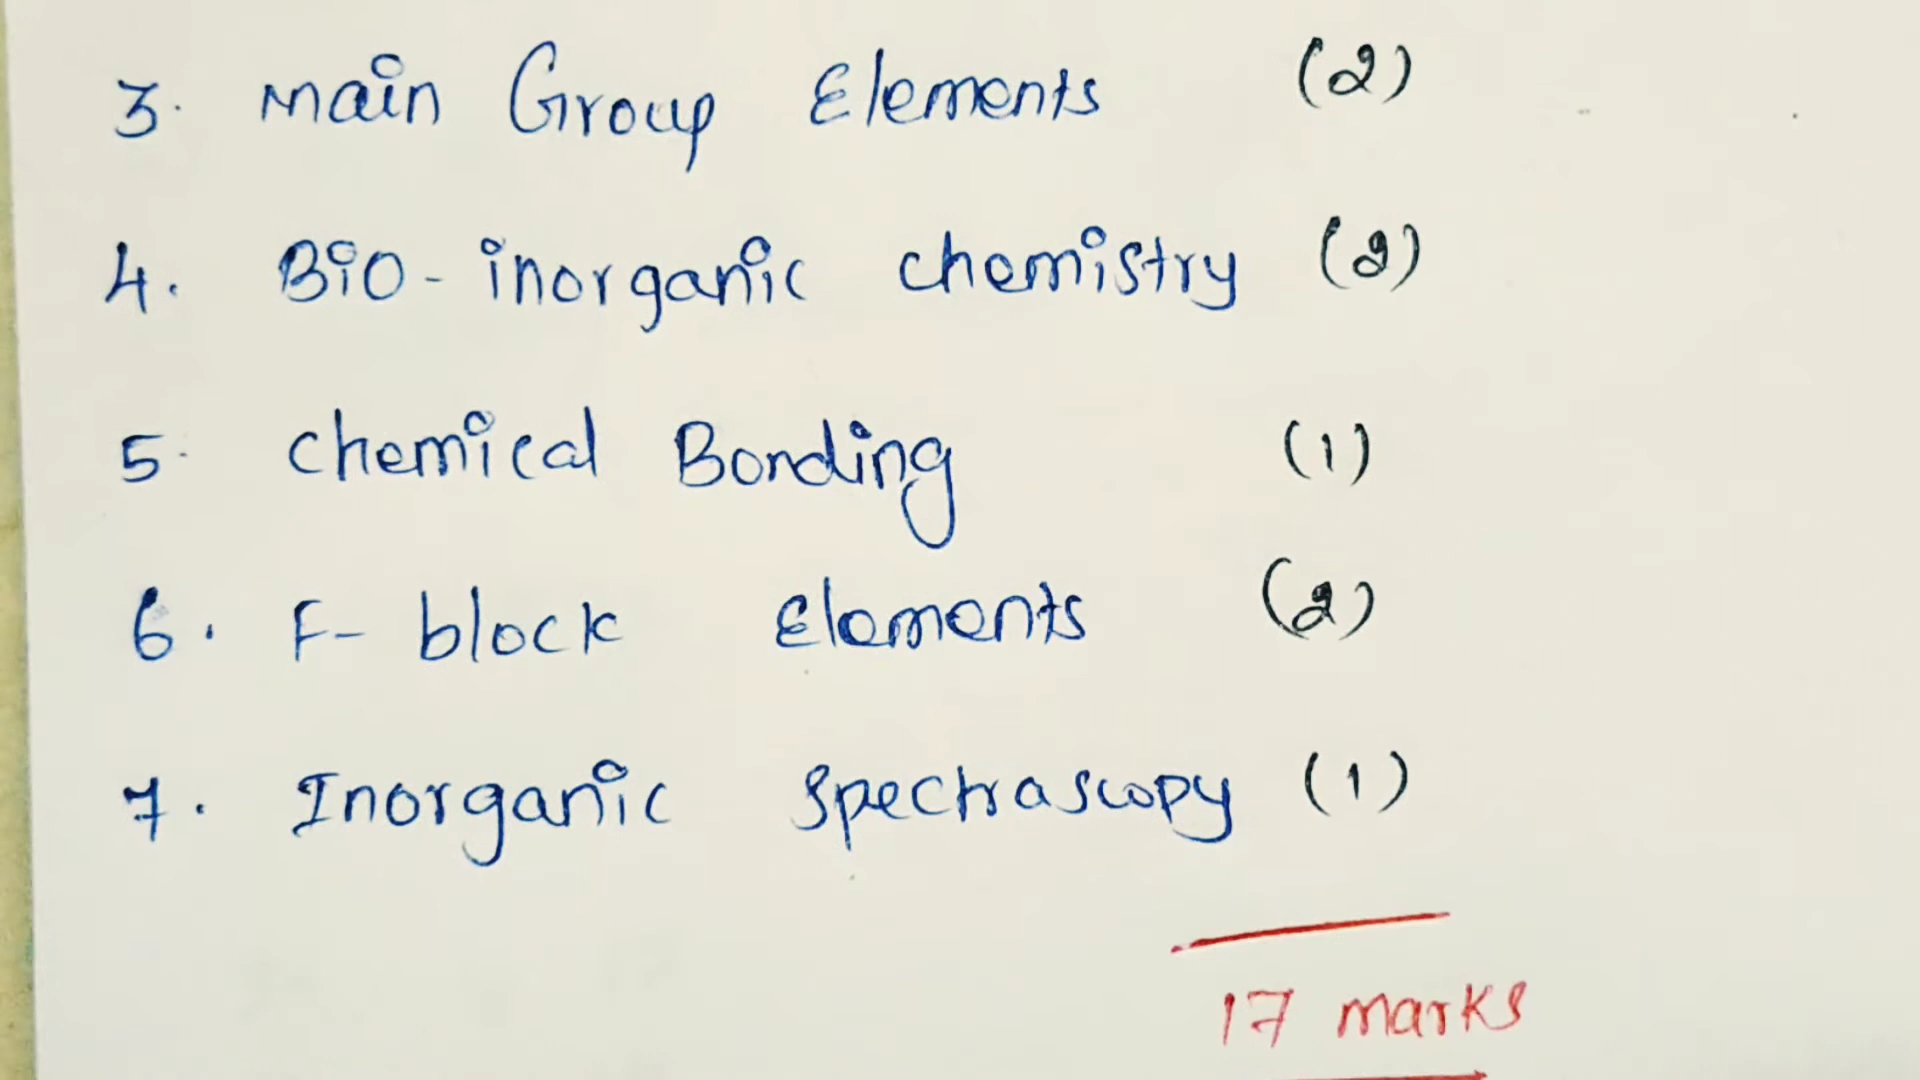 3. Main Group Elements (2)
4. Bio-inorganic chemistry (2)
5. Chemical Bonding (1)
6. F-block Elements (2)
7. Inorganic Spectrascopy (1)
17 marks